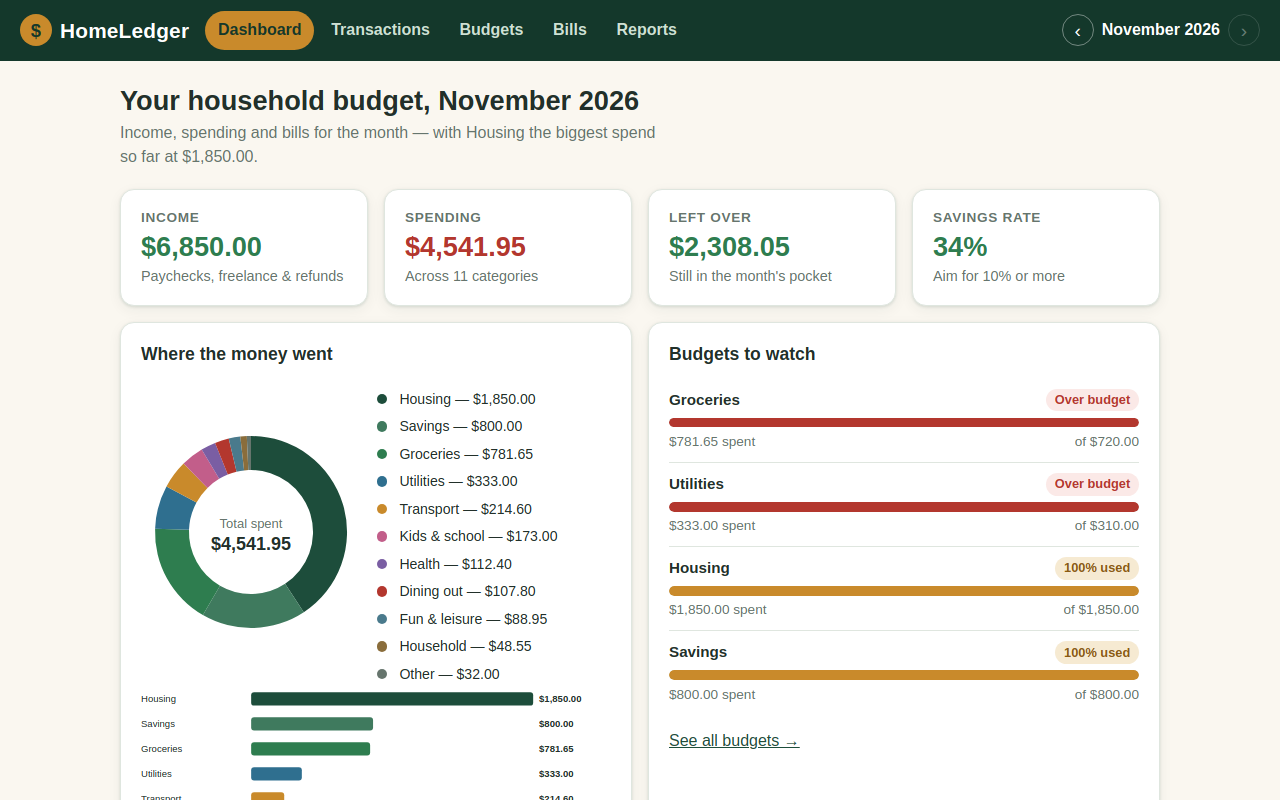 $ HomeLedger Dashboard Transactions Budgets Bills Reports ‹ November 2026 ›
Your household budget, November 2026
Income, spending and bills for the month — with Housing the biggest spend
so far at $1,850.00.
INCOME
$6,850.00
Paychecks, freelance & refunds
SPENDING
$4,541.95
Across 11 categories
LEFT OVER
$2,308.05
Still in the month's pocket
SAVINGS RATE
34%
Aim for 10% or more
Where the money went
Total spent
$4,541.95
Housing — $1,850.00
Savings — $800.00
Groceries — $781.65
Utilities — $333.00
Transport — $214.60
Kids & school — $173.00
Health — $112.40
Dining out — $107.80
Fun & leisure — $88.95
Household — $48.55
Other — $32.00
Housing $1,850.00
Savings $800.00
Groceries $781.65
Utilities $333.00
Transport $214.60
Budgets to watch
Groceries Over budget
$781.65 spent of $720.00
Utilities Over budget
$333.00 spent of $310.00
Housing 100% used
$1,850.00 spent of $1,850.00
Savings 100% used
$800.00 spent of $800.00
See all budgets →